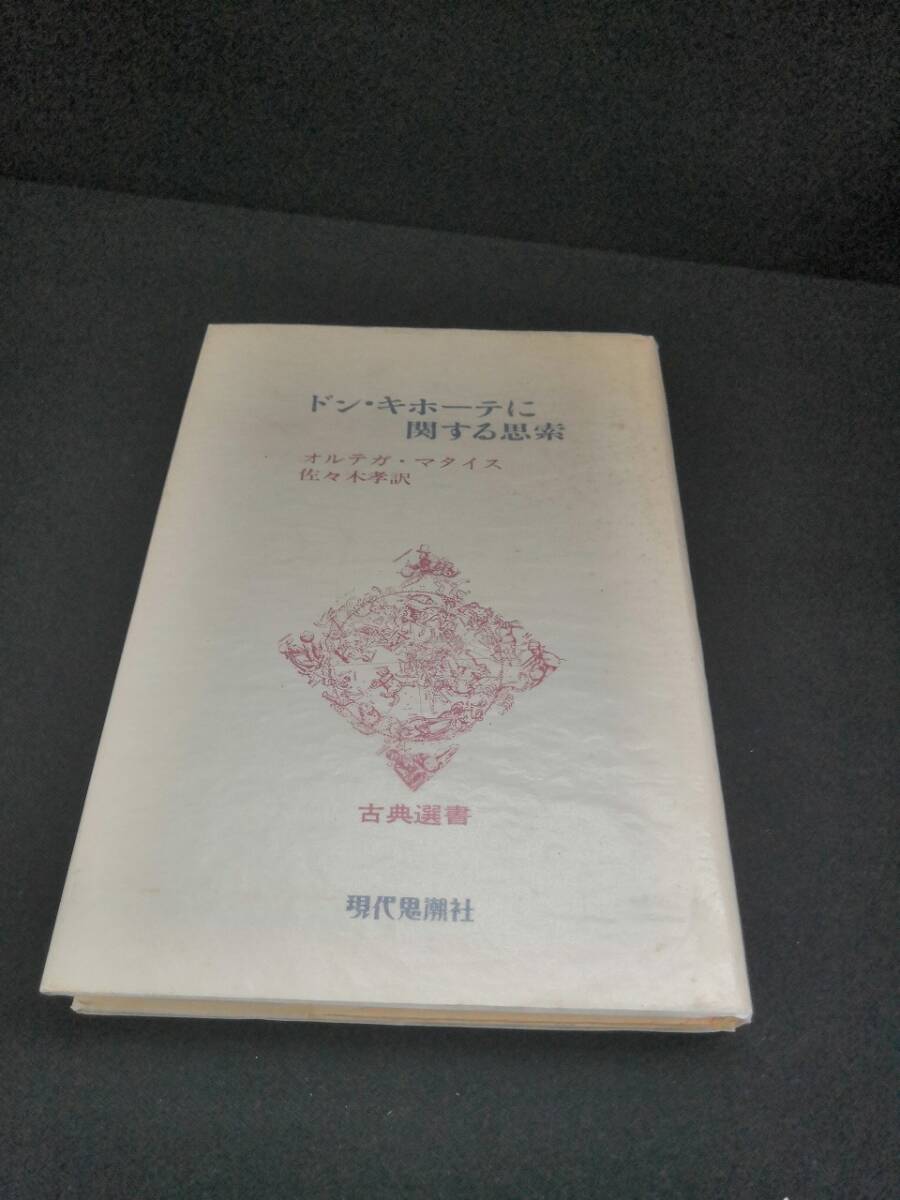 ドン・キホーテに
関する思索
オルテガ・マタイス
佐々木孝訳
古典選書
現代思潮社